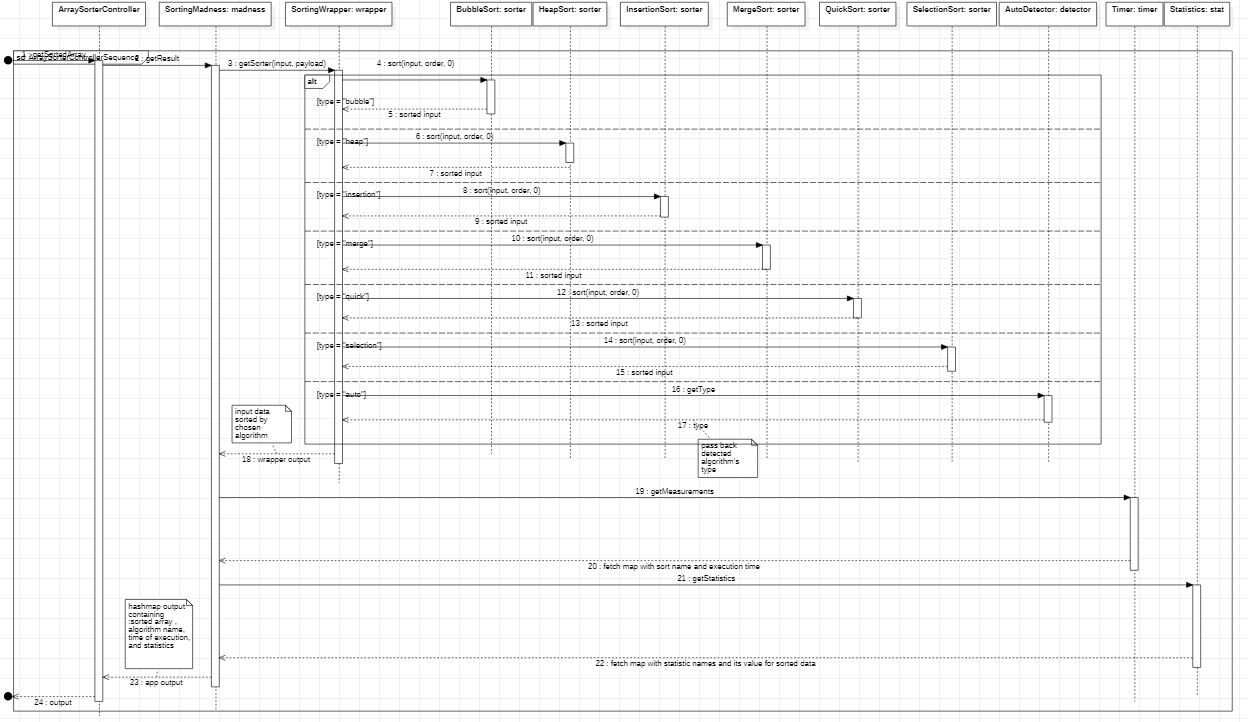 ArraySorterController
SortingMadness: madness
SortingWrapper: wrapper
BubbleSort: sorter
HeapSort: sorter
InsertionSort: sorter
MergeSort: sorter
QuickSort: sorter
SelectionSort: sorter
AutoDetector: detector
Timer: timer
Statistics: stat
1 : getSortedArray
sd ArraySorterControllerSequence
2 : getResult
3 : getSorter(input, payload)
4 : sort(input, order, 0)
alt
[type = "bubble"]
5 : sorted input
6 : sort(input, order, 0)
[type = "heap"]
7 : sorted input
8 : sort(input, order, 0)
[type = "insertion"]
9 : sorted input
10 : sort(input, order, 0)
[type = "merge"]
11 : sorted input
12 : sort(input, order, 0)
[type = "quick"]
13 : sorted input
14 : sort(input, order, 0)
[type = "selection"]
15 : sorted input
16 : getType
[type = "auto"]
17 : type
input data
sorted by
chosen
algorithm
pass back
detected
algorithm's
type
18 : wrapper output
19 : getMeasurements
20 : fetch map with sort name and execution time
21 : getStatistics
hashmap output
containing
:sorted array ,
algorithm name,
time of execution,
and statistics
22 : fetch map with statistic names and its value for sorted data
23 : app output
24 : output